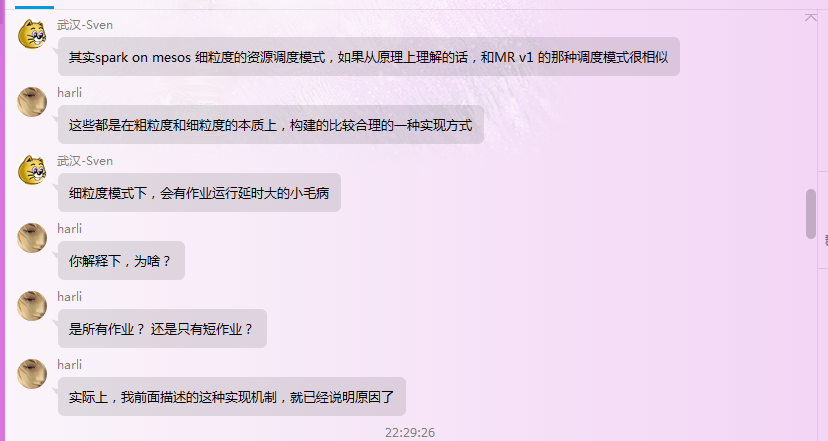 武汉-Sven
其实spark on mesos 细粒度的资源调度模式，如果从原理上理解的话，和MR v1 的那种调度模式很相似
harli
这些都是在粗粒度和细粒度的本质上，构建的比较合理的一种实现方式
武汉-Sven
细粒度模式下，会有作业运行延时大的小毛病
harli
你解释下，为啥？
harli
是所有作业？ 还是只有短作业？
harli
实际上，我前面描述的这种实现机制，就已经说明原因了
22:29:26